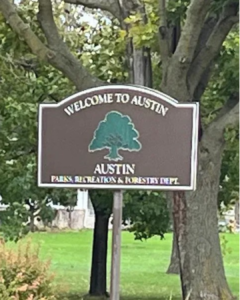 WELCOME TO AUSTIN
AUSTIN
PARKS, RECREATION & FORESTRY DEPT.